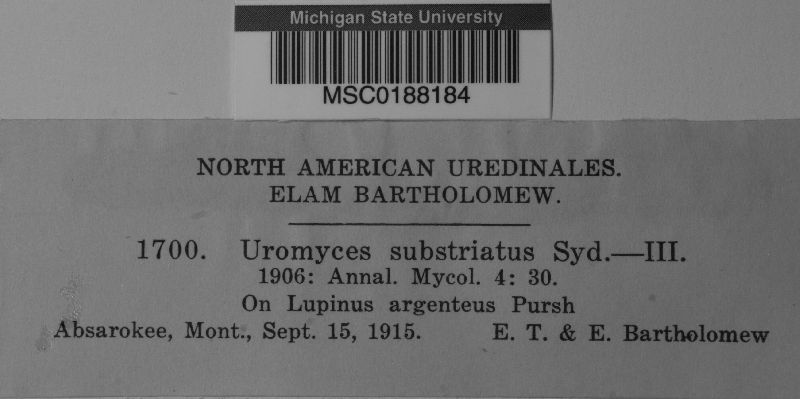 Michigan State University
MSC0188184
NORTH AMERICAN UREDINALES.
ELAM BARTHOLOMEW.
1700. Uromyces substriatus Syd.—III.
1906: Annal. Mycol. 4: 30.
On Lupinus argenteus Pursh
Absarokee, Mont., Sept. 15, 1915. E. T. & E. Bartholomew